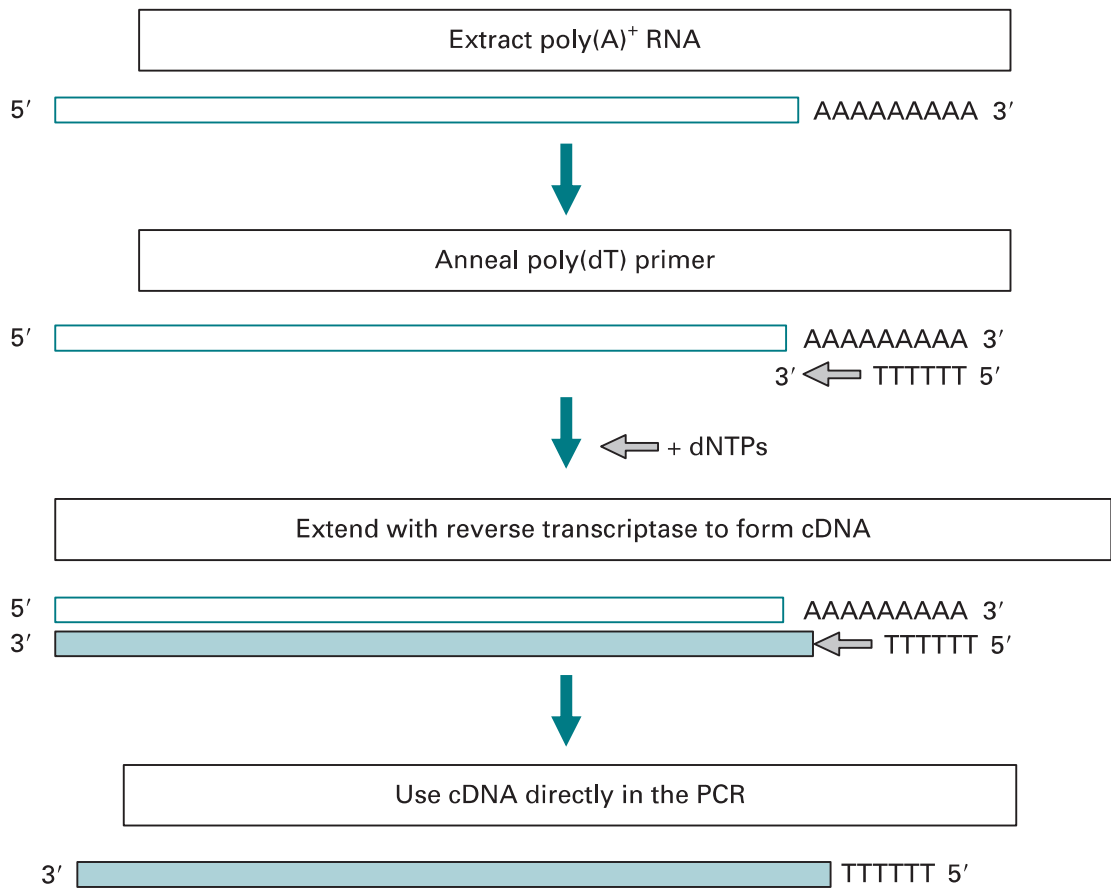 Extract poly(A)⁺ RNA
5′ AAAAAAAAA 3′
Anneal poly(dT) primer
5′ AAAAAAAAA 3′
3′ TTTTTT 5′
+ dNTPs
Extend with reverse transcriptase to form cDNA
5′ AAAAAAAAA 3′
3′ TTTTTT 5′
Use cDNA directly in the PCR
3′ TTTTTT 5′